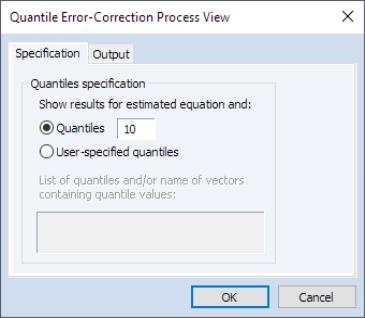 Quantile Error-Correction Process View
Specification
Output
Quantiles specification
Show results for estimated equation and:
Quantiles 10
User-specified quantiles
List of quantiles and/or name of vectors
containing quantile values:
OK Cancel